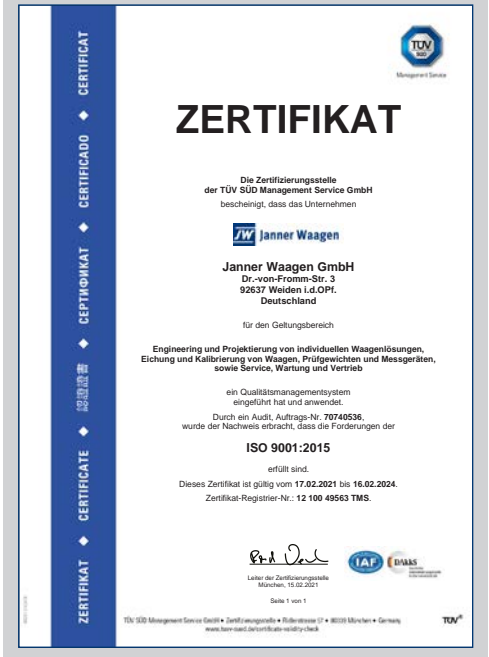 TÜV
SÜD
Management Service
ZERTIFIKAT
Die Zertifizierungsstelle
der TÜV SÜD Management Service GmbH
bescheinigt, dass das Unternehmen
JW Janner Waagen
Janner Waagen GmbH
Dr.-von-Fromm-Str. 3
92637 Weiden i.d.OPf.
Deutschland
für den Geltungsbereich
Engineering und Projektierung von individuellen Waagenlösungen,
Eichung und Kalibrierung von Waagen, Prüfgewichten und Messgeräten,
sowie Service, Wartung und Vertrieb
ein Qualitätsmanagementsystem
eingeführt hat und anwendet.
Durch ein Audit, Auftrags-Nr. 70740536,
wurde der Nachweis erbracht, dass die Forderungen der
ISO 9001:2015
erfüllt sind.
Dieses Zertifikat ist gültig vom 17.02.2021 bis 16.02.2024.
Zertifikat-Registrier-Nr.: 12 100 49563 TMS.
IAF
DAkkS
Leiter der Zertifizierungsstelle
München, 15.02.2021
Seite 1 von 1
TÜV SÜD Management Service GmbH • Zertifizierungsstelle • Ridlerstrasse 57 • 80339 München • Germany
www.tuev-sued.de/certificate-validity-check
TÜV®
ZERTIFIKAT ◆ CERTIFICATE ◆ 認證證書 ◆ СЕРТИФИКАТ ◆ CERTIFICADO ◆ CERTIFICAT